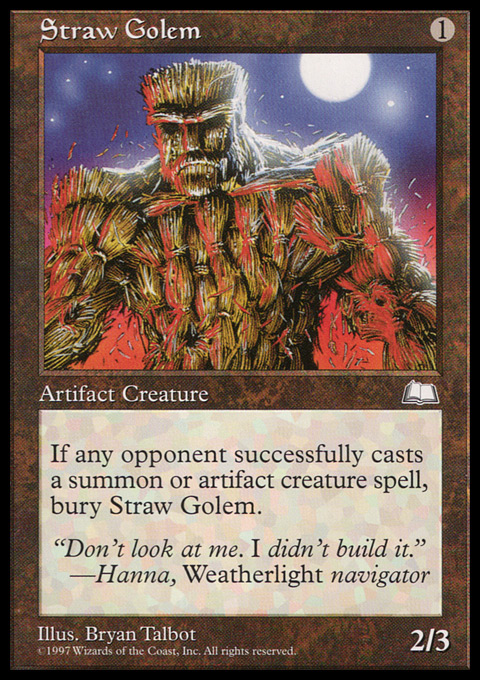 Straw Golem 1
Artifact Creature
If any opponent successfully casts
a summon or artifact creature spell,
bury Straw Golem.
“Don’t look at me. I didn’t build it.”
—Hanna, Weatherlight navigator
Illus. Bryan Talbot
©1997 Wizards of the Coast, Inc. All rights reserved.
2/3